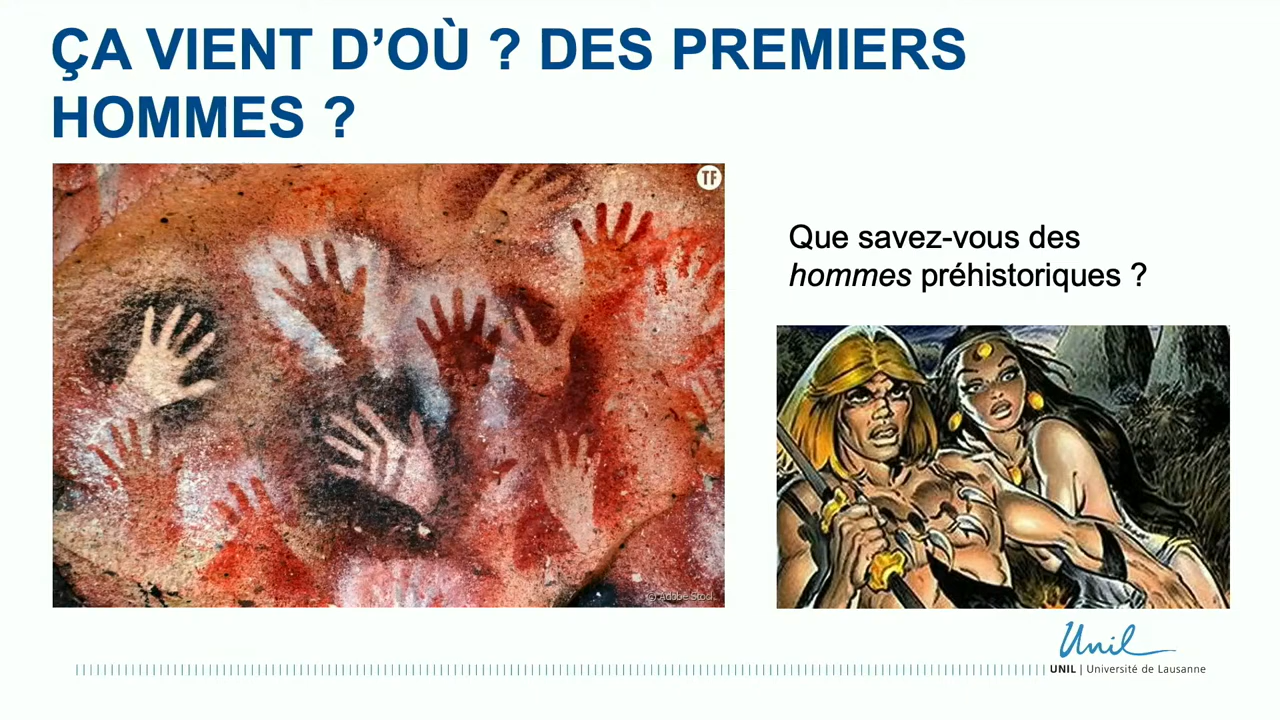 ÇA VIENT D’OÙ ? DES PREMIERS
HOMMES ?
TF
Que savez-vous des
hommes préhistoriques ?
© Adobe Stock
Unil
UNIL | Université de Lausanne